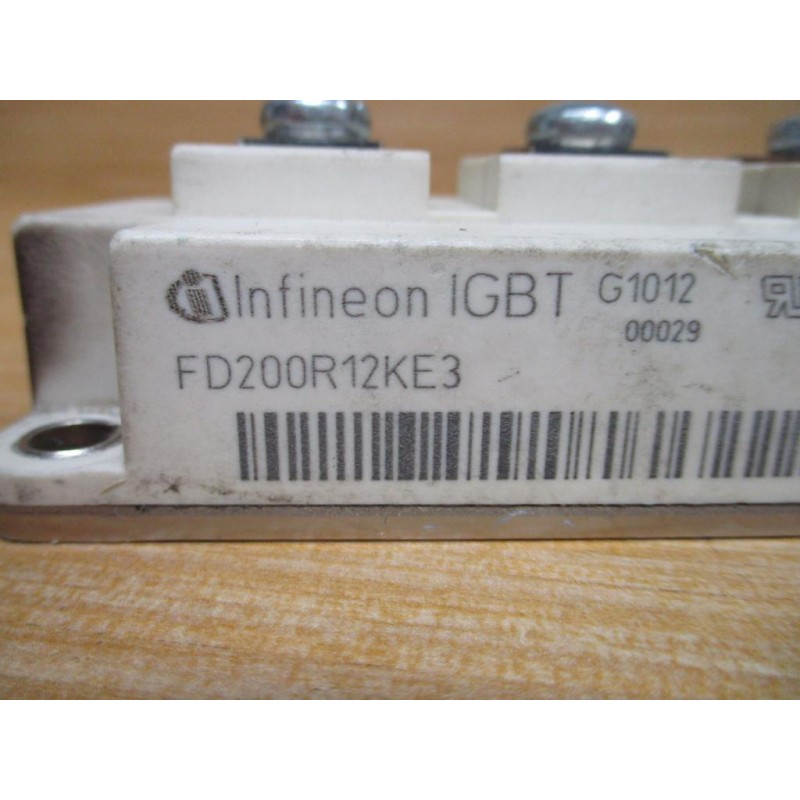 Infineon IGBT G1012
00029
FD200R12KE3